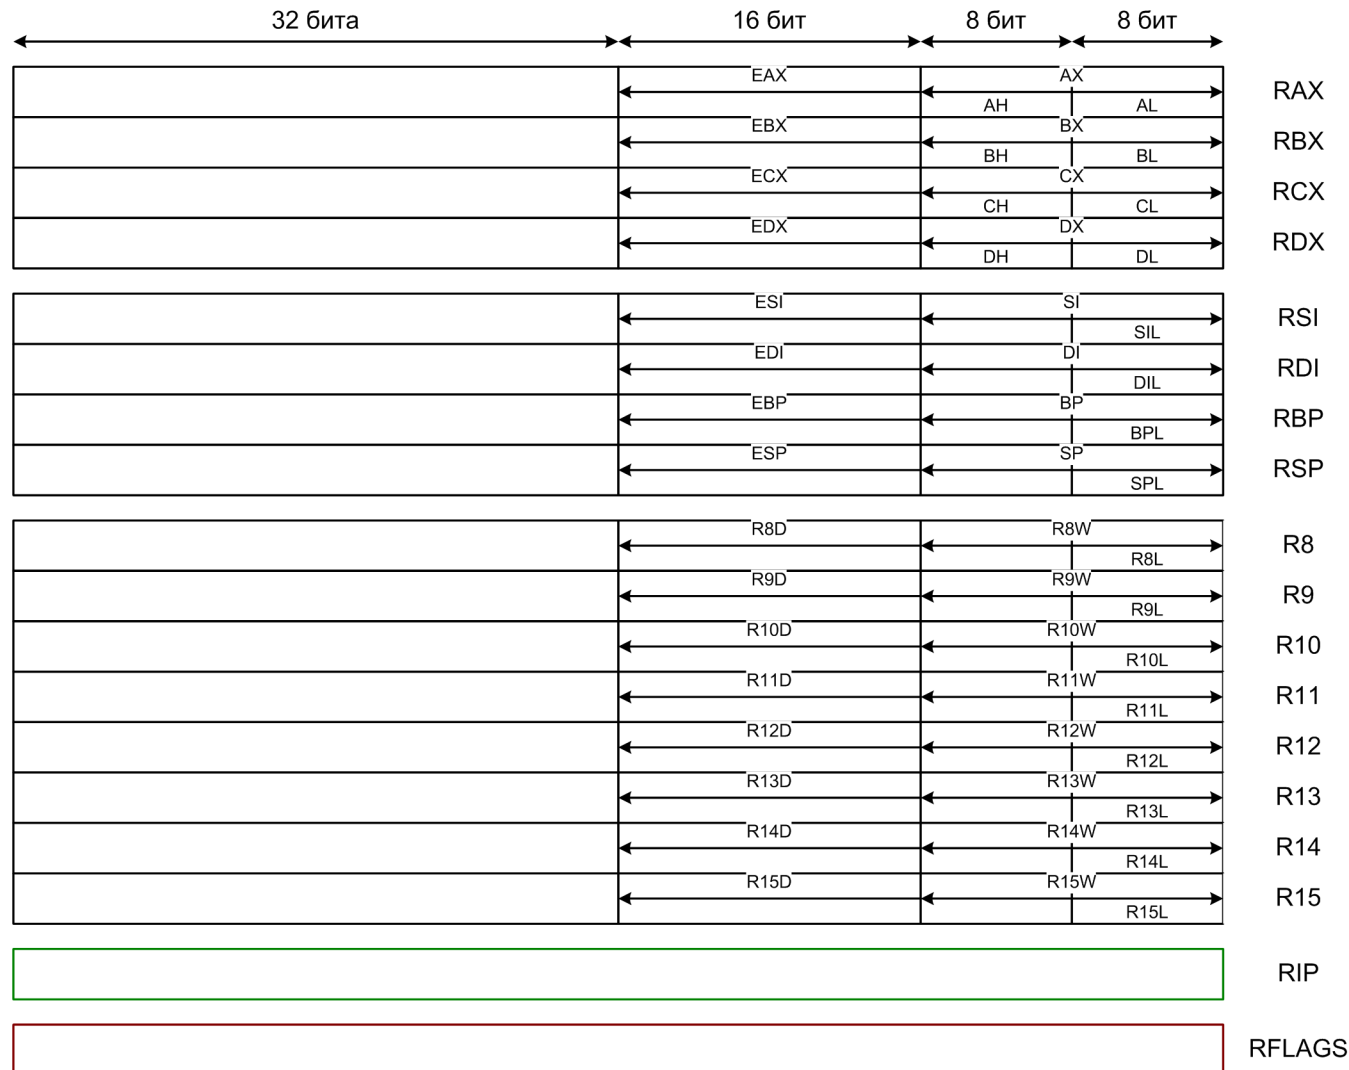 32 бита 16 бит 8 бит 8 бит
EAX AX
RAX
AH AL
EBX BX
RBX
BH BL
ECX CX
RCX
CH CL
EDX DX
RDX
DH DL
ESI SI
RSI
SIL
EDI DI
RDI
DIL
EBP BP
RBP
BPL
ESP SP
RSP
SPL
R8D R8W
R8
R8L
R9D R9W
R9
R9L
R10D R10W
R10
R10L
R11D R11W
R11
R11L
R12D R12W
R12
R12L
R13D R13W
R13
R13L
R14D R14W
R14
R14L
R15D R15W
R15
R15L
RIP
RFLAGS